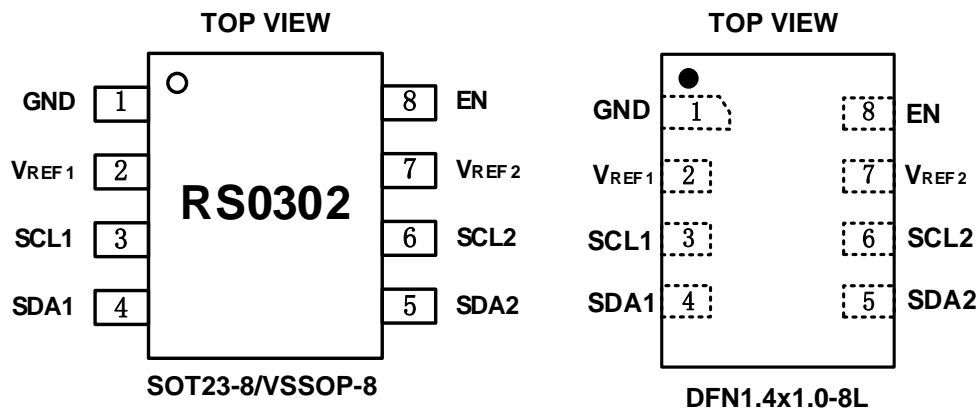 TOP VIEW
GND 1 8 EN
VREF1 2 7 VREF2
RS0302
SCL1 3 6 SCL2
SDA1 4 5 SDA2
SOT23-8/VSSOP-8
TOP VIEW
GND 1 8 EN
VREF1 2 7 VREF2
SCL1 3 6 SCL2
SDA1 4 5 SDA2
DFN1.4x1.0-8L